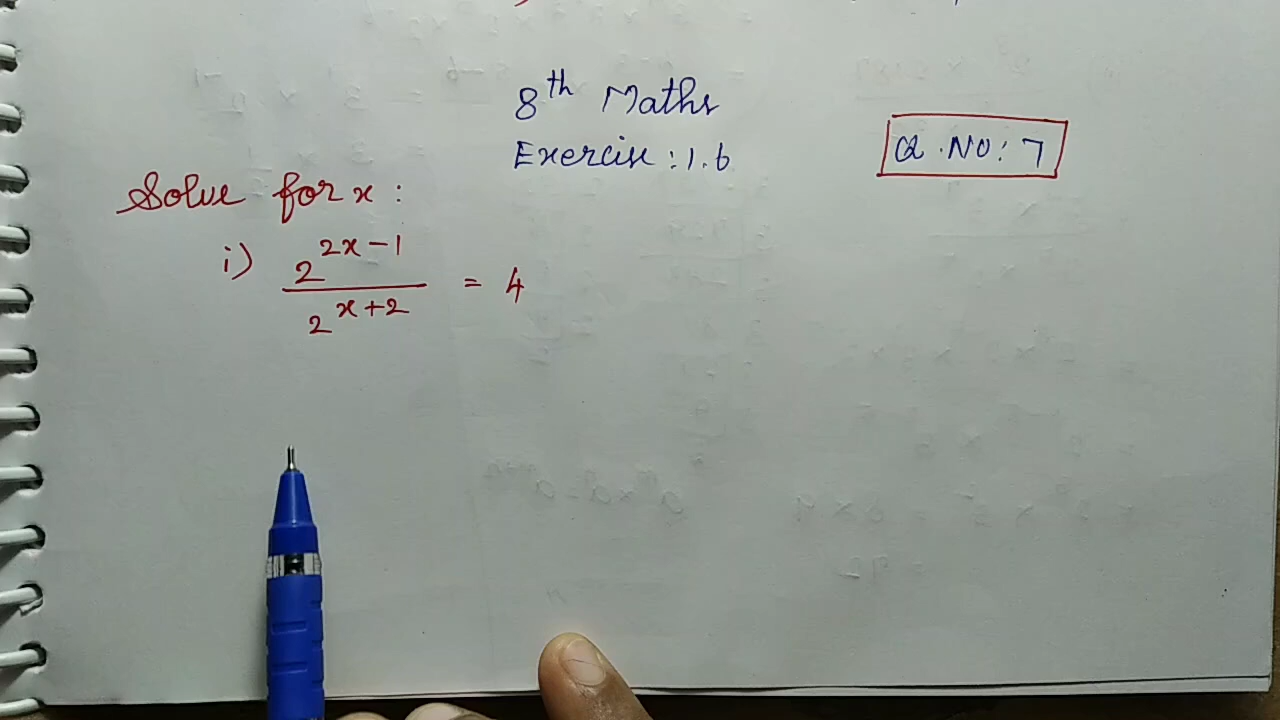 8th Maths
Exercise : 1.6
Q. No : 7
Solve for x :
i) 2^{2x-1} / 2^{x+2} = 4